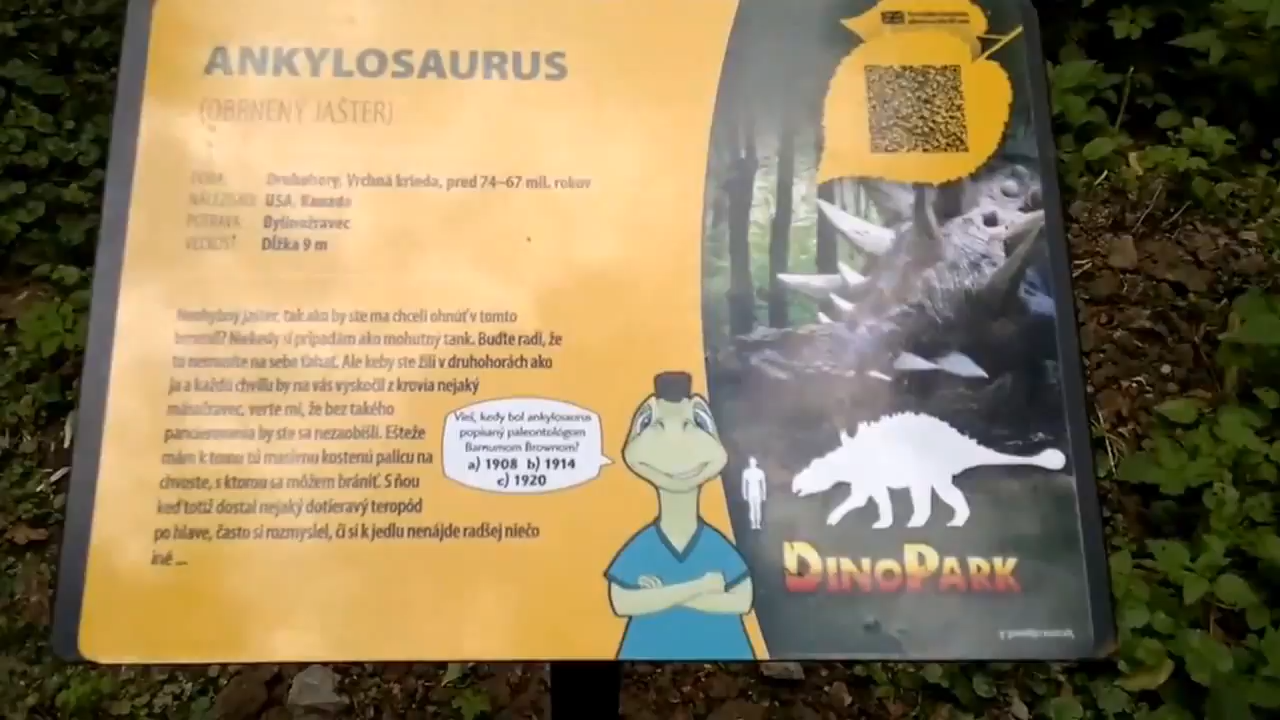 ANKYLOSAURUS
(OBRNENÝ JAŠTER)
DOBA: Druhohory, Vrchná krieda, pred 74–67 mil. rokov
NÁLEZISKO: USA, Kanada
POTRAVA: Bylinožravec
VEĽKOSŤ: Dĺžka 9 m
Neohybný jašter, tak ako by ste ma chceli ohnúť v tomto
brnení? Niekedy si pripadám ako mohutný tank. Buďte radi, že
to nemusíte na sebe ťahať. Ale keby ste žili v druhohorách ako
ja a každú chvíľu by na vás vyskočil z krovia nejaký
mäsožravec, verte mi, že bez takého
pancierovania by ste sa nezaobišli. Ešteže
mám k tomu tú masívnu kostenú palicu na
chvoste, s ktorou sa môžem brániť. S ňou
keď totiž dostal nejaký dotieravý teropód
po hlave, často si rozmyslel, či si k jedlu nenájde radšej niečo
iné ...
Vieš, kedy bol ankylosaurus
popísaný paleontológom
Barnumom Brownom?
a) 1908 b) 1914
c) 1920
DINOPARK